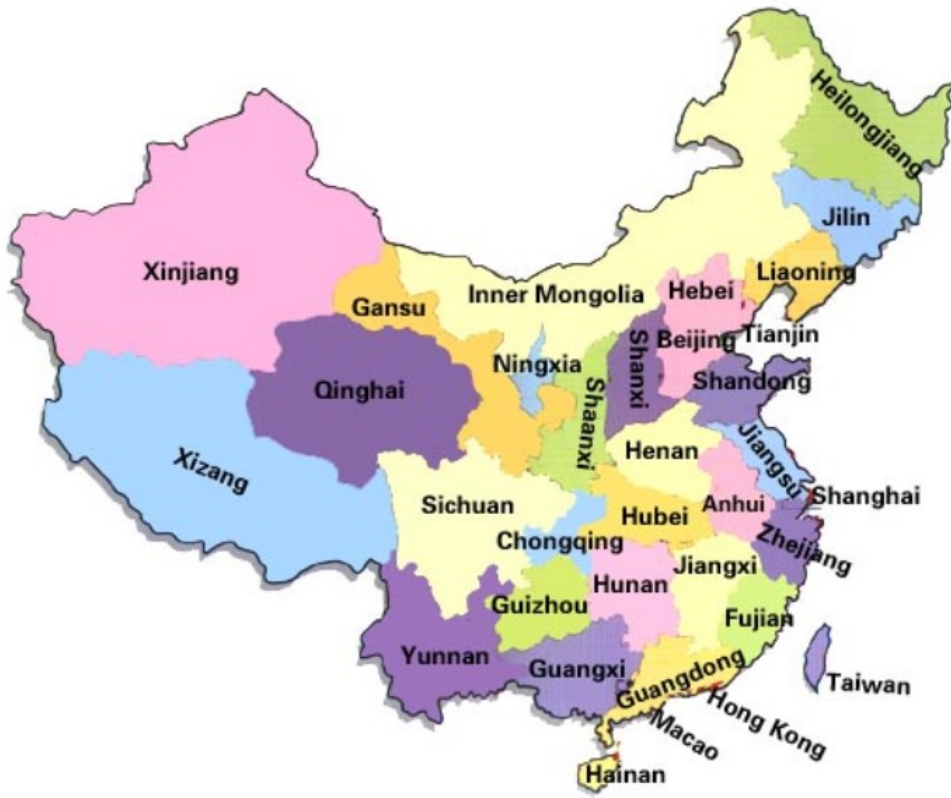 Heilongjiang
Jilin
Xinjiang
Liaoning
Inner Mongolia
Hebei
Gansu
Beijing
Tianjin
Ningxia
Shanxi
Shaanxi
Qinghai
Shandong
Xizang
Henan
Jiangsu
Sichuan
Anhui
Shanghai
Hubei
Chongqing
Zhejiang
Jiangxi
Hunan
Guizhou
Fujian
Yunnan
Guangxi
Guangdong
Taiwan
Hong Kong
Macao
Hainan